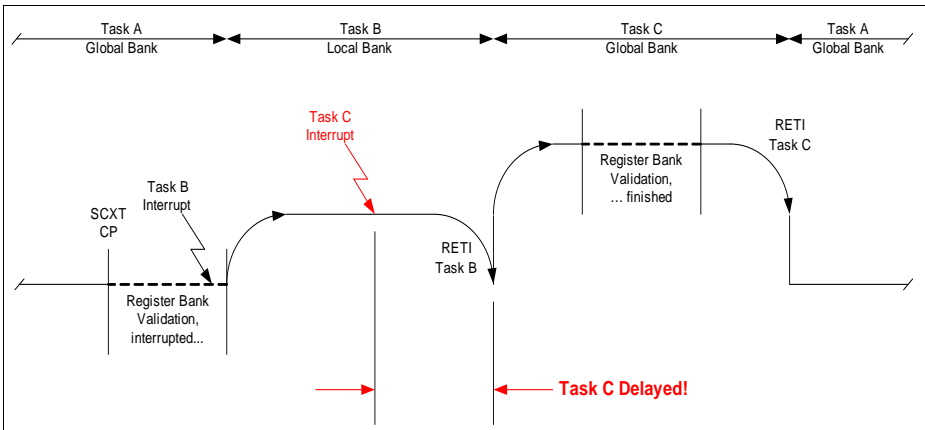 Task A
Global Bank
Task B
Local Bank
Task C
Global Bank
Task A
Global Bank
Task C
Interrupt
RETI
Task C
Register Bank
Validation,
... finished
Task B
Interrupt
SCXT
CP
RETI
Task B
Register Bank
Validation,
interrupted...
Task C Delayed!